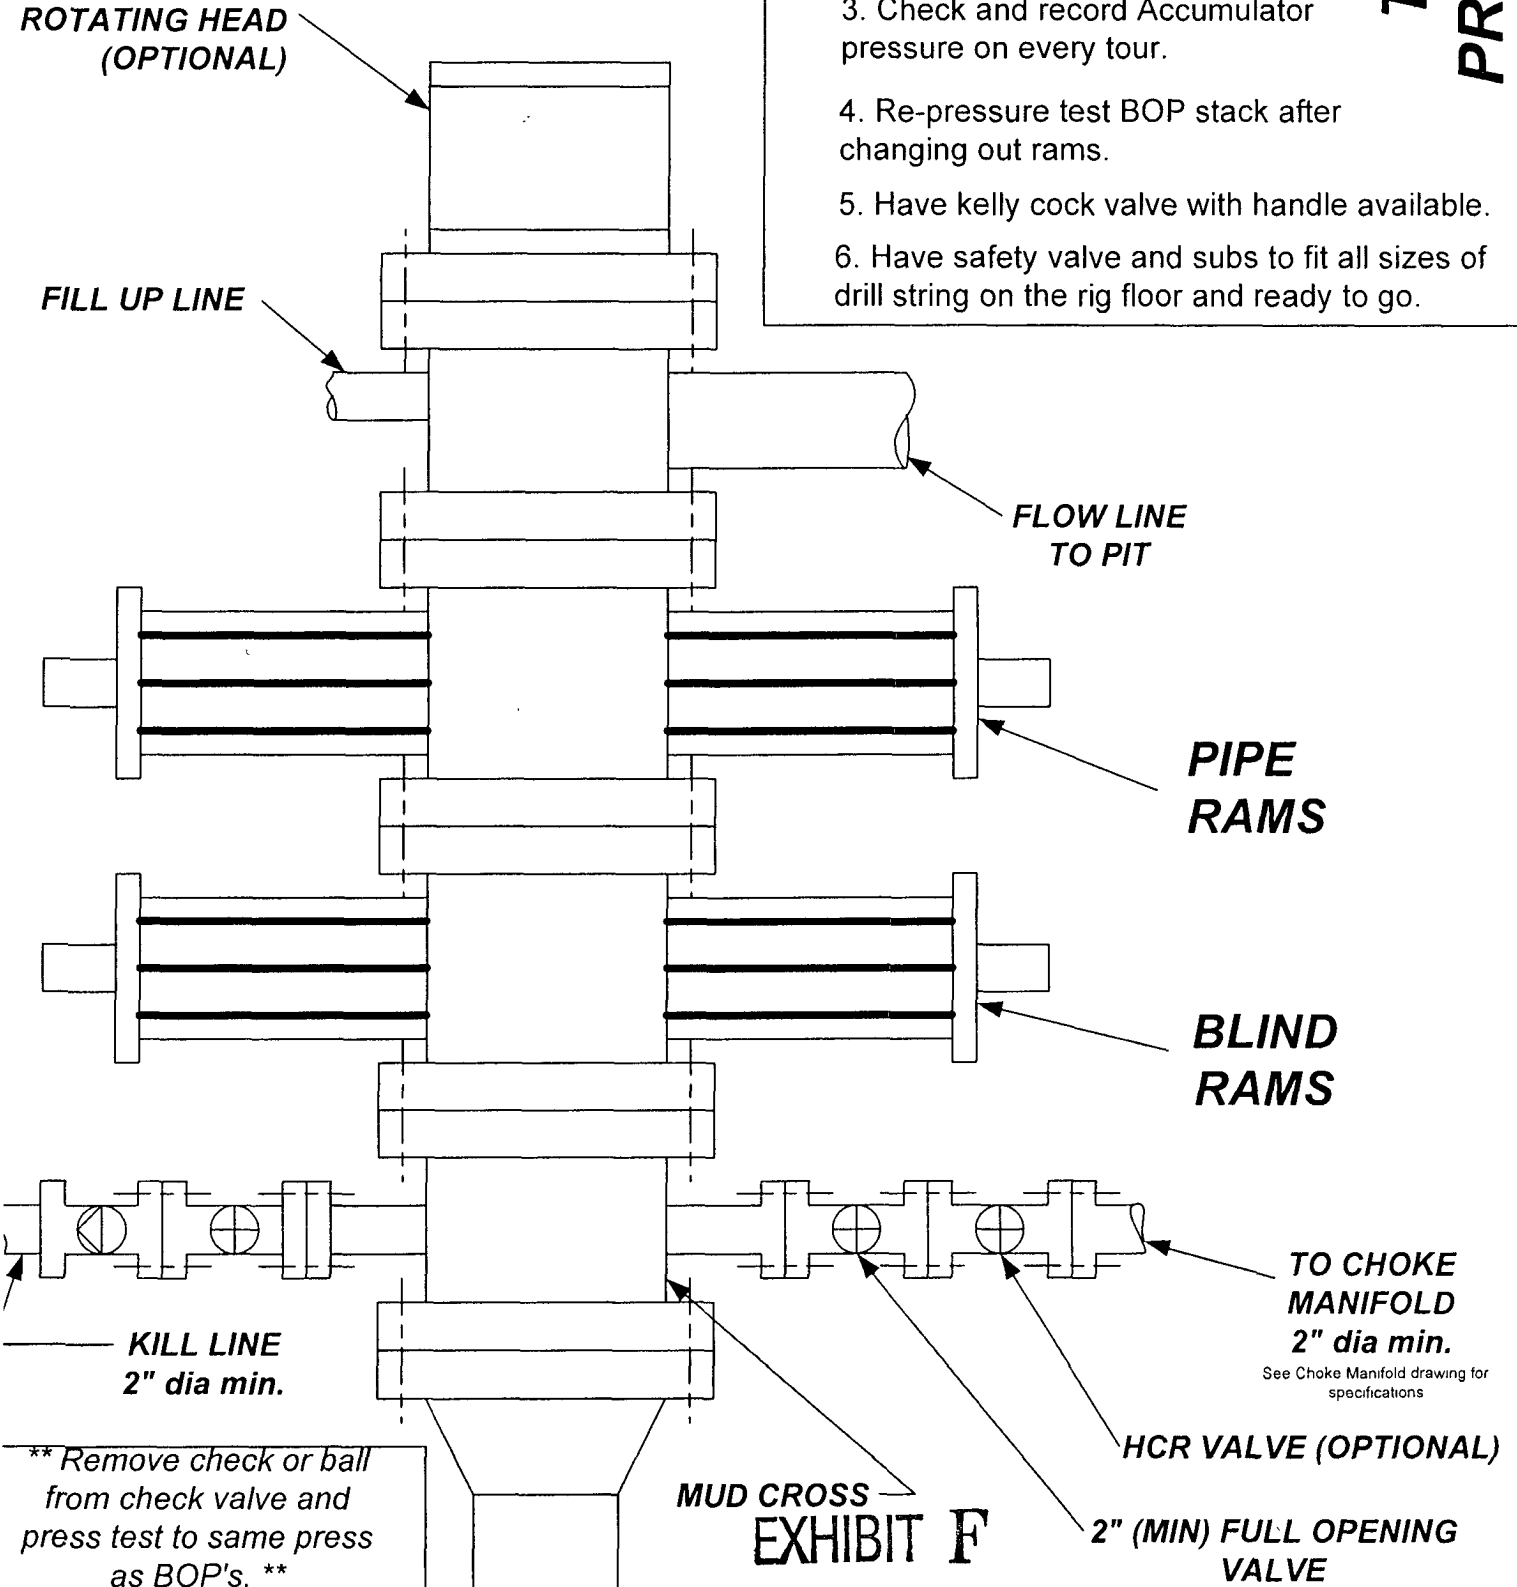 ROTATING HEAD
(OPTIONAL)
3. Check and record Accumulator
pressure on every tour.
4. Re-pressure test BOP stack after
changing out rams.
5. Have kelly cock valve with handle available.
6. Have safety valve and subs to fit all sizes of
drill string on the rig floor and ready to go.
PR
FILL UP LINE
FLOW LINE
TO PIT
PIPE
RAMS
BLIND
RAMS
TO CHOKE
MANIFOLD
2" dia min.
See Choke Manifold drawing for
specifications
KILL LINE
2" dia min.
HCR VALVE (OPTIONAL)
** Remove check or ball
from check valve and
press test to same press
as BOP's. **
MUD CROSS
EXHIBIT F
2" (MIN) FULL OPENING
VALVE